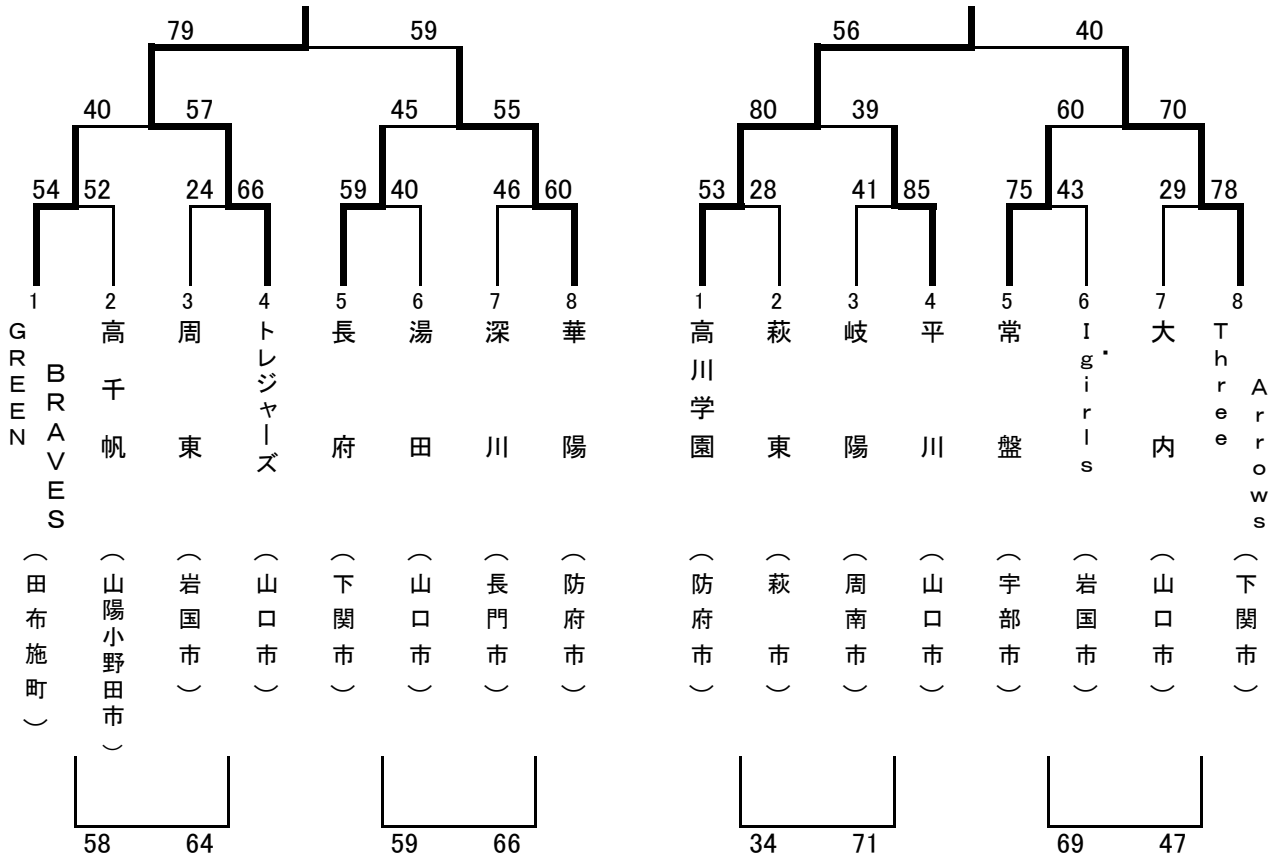 79 59 56 40
40 57 45 55 80 39 60 70
54 52 24 66 59 40 46 60 53 28 41 85 75 43 29 78
1 2 3 4 5 6 7 8 1 2 3 4 5 6 7 8
GREEN
BRAVES
高千帆
周東
トレジャーズ
長府
湯田
深川
華陽
高川学園
萩東
岐陽
平川
常盤
I.girls
大内
Three
Arrows
（田布施町）
（山陽小野田市）
（岩国市）
（山口市）
（下関市）
（山口市）
（長門市）
（防府市）
（防府市）
（萩市）
（周南市）
（山口市）
（宇部市）
（岩国市）
（山口市）
（下関市）
58 64 59 66 34 71 69 47